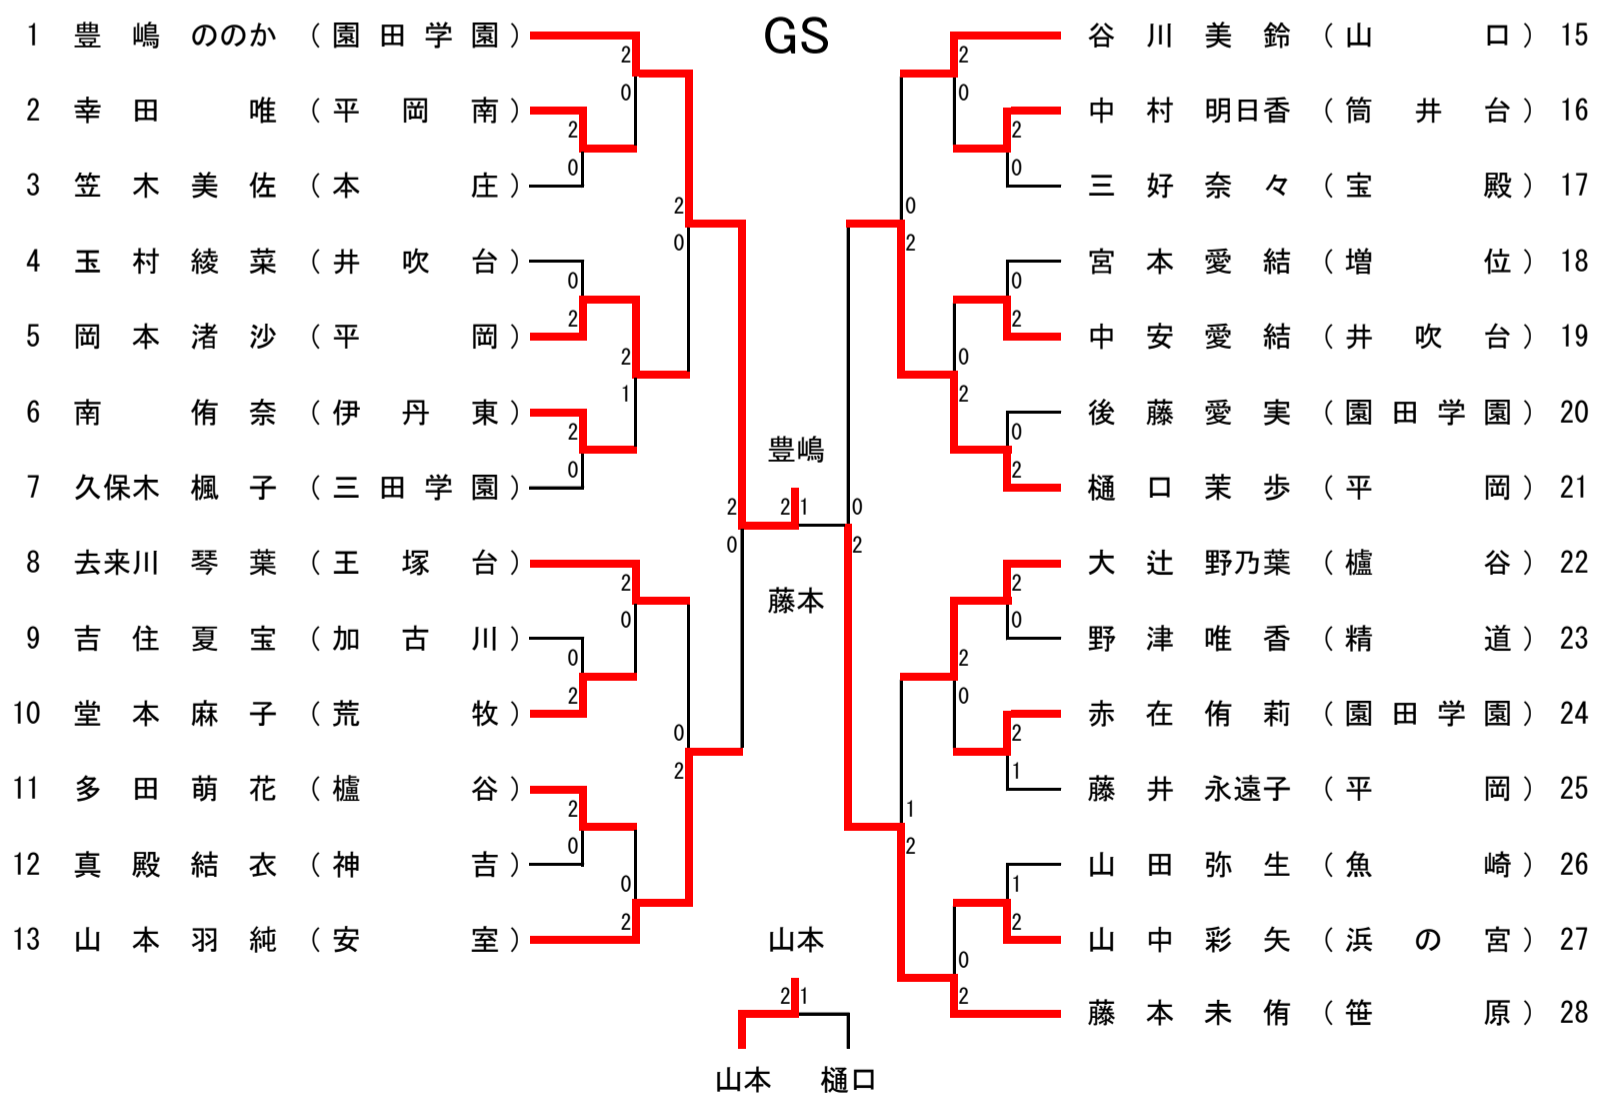 GS
1 豊嶋 ののか (園田学園)
2 幸田 唯 (平岡南)
3 笠木美佐 (本庄)
4 玉村綾菜 (井吹台)
5 岡本渚沙 (平岡)
6 南 侑奈 (伊丹東)
7 久保木楓子 (三田学園)
8 去来川琴葉 (王塚台)
9 吉住夏宝 (加古川)
10 堂本麻子 (荒牧)
11 多田萌花 (櫨谷)
12 真殿結衣 (神吉)
13 山本羽純 (安室)
2
0
2
0
2
0
0
2
2
1
2
0
2
0
2
0
0
2
0
2
2
0
0
2
豊嶋
2 1
藤本
山本
2 1
山本 樋口
谷川美鈴 (山口) 15
中村明日香 (筒井台) 16
三好奈々 (宝殿) 17
宮本愛結 (増位) 18
中安愛結 (井吹台) 19
後藤愛実 (園田学園) 20
樋口茉歩 (平岡) 21
大辻野乃葉 (櫨谷) 22
野津唯香 (精道) 23
赤在侑莉 (園田学園) 24
藤井永遠子 (平岡) 25
山田弥生 (魚崎) 26
山中彩矢 (浜の宮) 27
藤本未侑 (笹原) 28
2
0
2
0
0
2
0
2
0
2
0
2
0
2
2
0
2
0
2
1
1
2
1
2
0
2